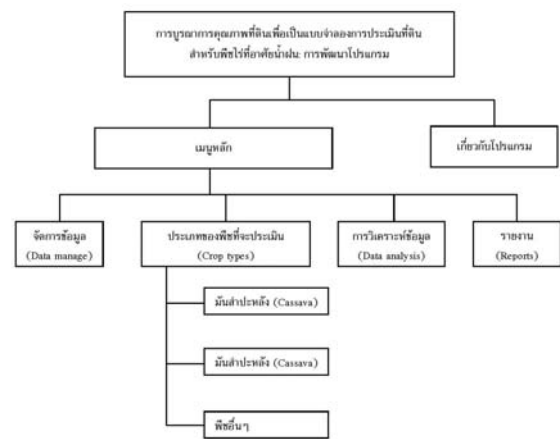 การบูรณาการคุณภาพที่ดินเพื่อเป็นแบบจำลองการประเมินที่ดิน
สำหรับพืชไร่ที่อาศัยน้ำฝน: การพัฒนาโปรแกรม
เมนูหลัก
เกี่ยวกับโปรแกรม
จัดการข้อมูล
(Data manage)
ประเภทของพืชที่จะประเมิน
(Crop types)
การวิเคราะห์ข้อมูล
(Data analysis)
รายงาน
(Reports)
มันสำปะหลัง (Cassava)
มันสำปะหลัง (Cassava)
พืชอื่นๆ